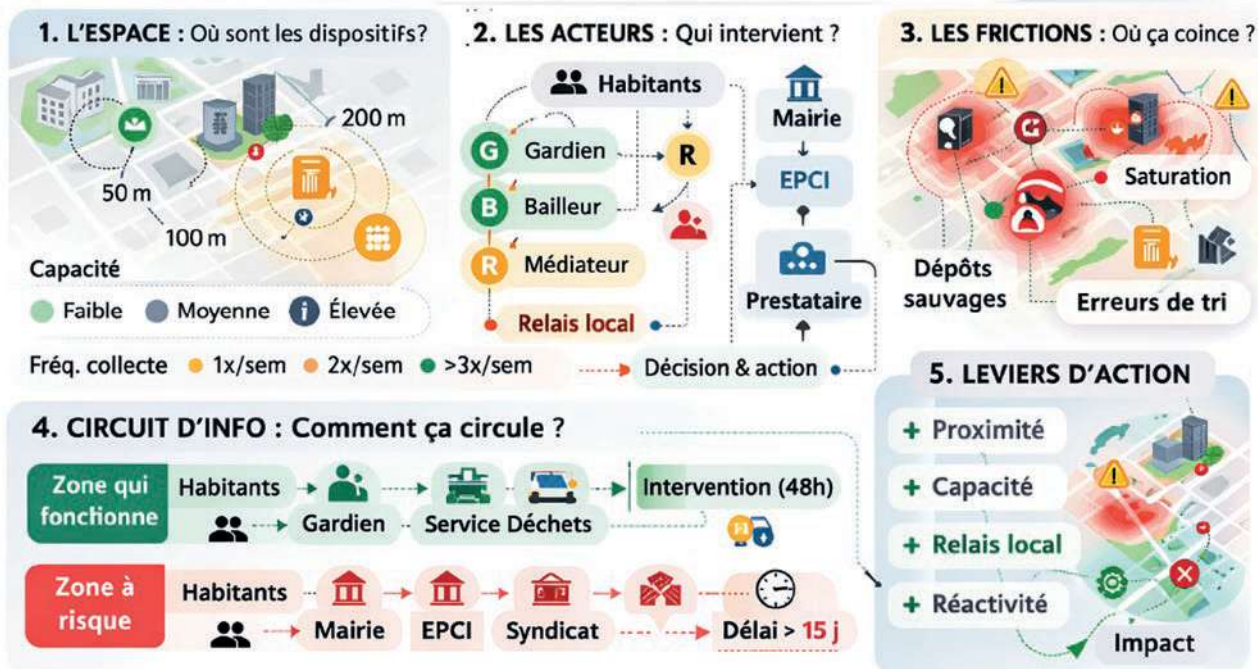 1. L'ESPACE : Où sont les dispositifs?
200 m
50 m
100 m
Capacité
Faible
Moyenne
i
Élevée
Fréq. collecte
1x/sem
2x/sem
>3x/sem
2. LES ACTEURS : Qui intervient ?
Habitants
G
Gardien
B
Bailleur
R
Médiateur
R
Relais local
Mairie
EPCI
Prestataire
Décision & action
3. LES FRICTIONS : Où ça coince ?
Saturation
Dépôts
sauvages
Erreurs de tri
4. CIRCUIT D'INFO : Comment ça circule ?
Zone qui
fonctionne
Habitants
Gardien
Service Déchets
Intervention (48h)
Zone à
risque
Habitants
Mairie
EPCI
Syndicat
Délai > 15 j
5. LEVIERS D'ACTION
+ Proximité
+ Capacité
+ Relais local
+ Réactivité
Impact